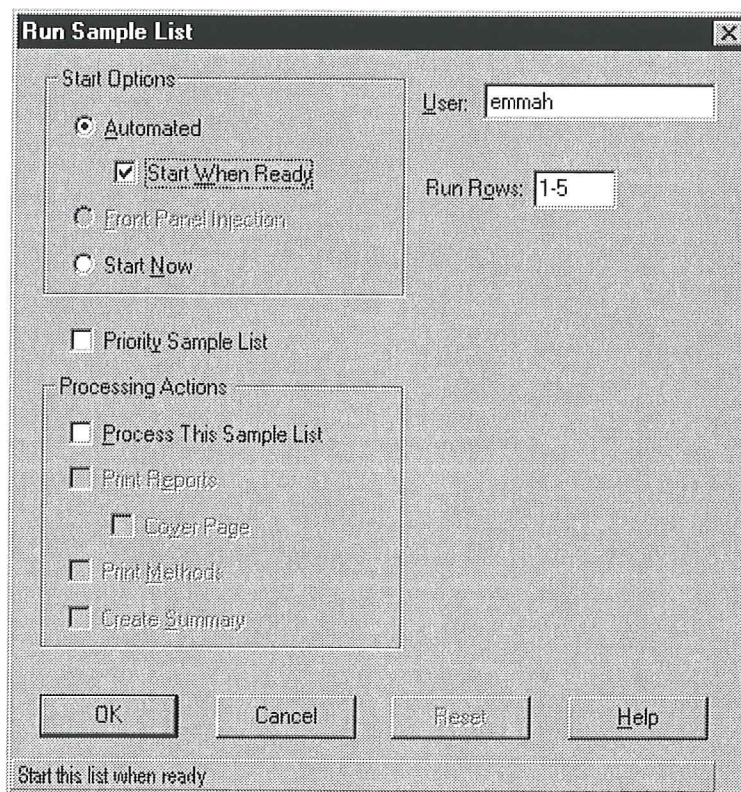 Run Sample List
Start Options
Automated
Start When Ready
Front Panel Injection
Start Now
User: emmah
Run Rows: 1-5
Priority Sample List
Processing Actions
Process This Sample List
Print Reports
Cover Page
Print Methods
Create Summary
OK Cancel Reset Help
Start this list when ready